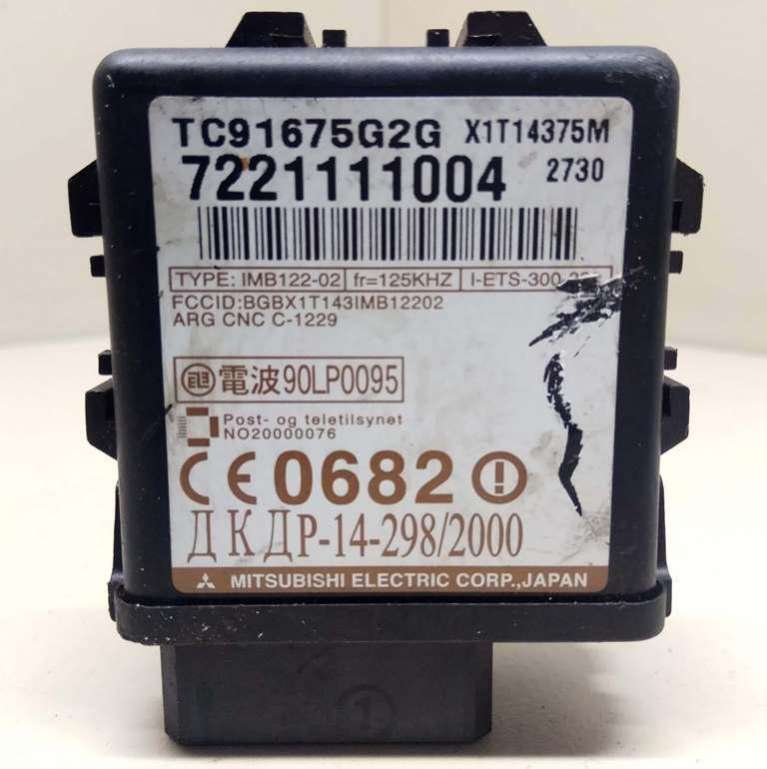 TC91675G2G X1T14375M
7221111004 2730
TYPE: IMB122-02 fr=125KHZ
FCCID:BGBX1T143IMB12202
ARG CNC C-1229
電波90LP0095
Post- og teletilsynet
NO20000076
CE0682
ДКДР-14-298/2000
MITSUBISHI ELECTRIC CORP.,JAPAN
1